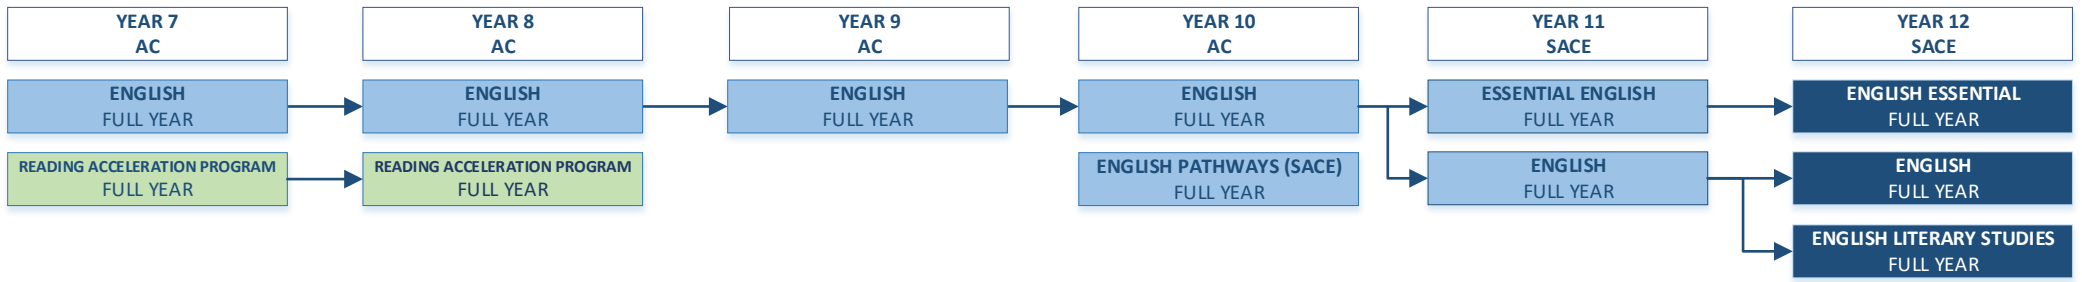 YEAR 7
AC
YEAR 8
AC
YEAR 9
AC
YEAR 10
AC
YEAR 11
SACE
YEAR 12
SACE
ENGLISH
FULL YEAR
ENGLISH
FULL YEAR
ENGLISH
FULL YEAR
ENGLISH
FULL YEAR
ESSENTIAL ENGLISH
FULL YEAR
ENGLISH ESSENTIAL
FULL YEAR
READING ACCELERATION PROGRAM
FULL YEAR
READING ACCELERATION PROGRAM
FULL YEAR
ENGLISH PATHWAYS (SACE)
FULL YEAR
ENGLISH
FULL YEAR
ENGLISH
FULL YEAR
ENGLISH LITERARY STUDIES
FULL YEAR